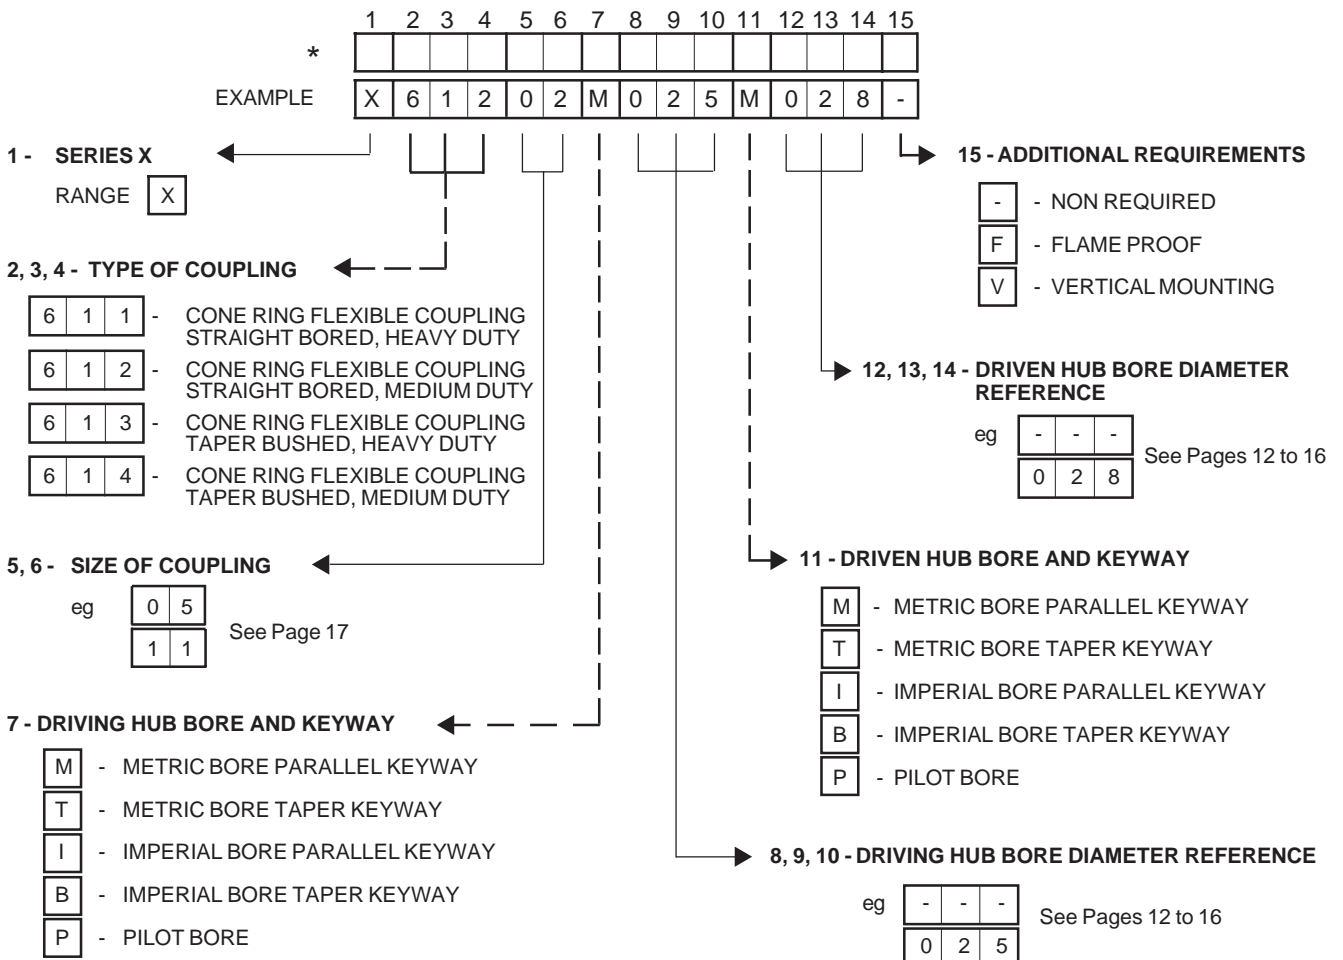 1 2 3 4 5 6 7 8 9 10 11 12 13 14 15
*
EXAMPLE X 6 1 2 0 2 M 0 2 5 M 0 2 8 -
1 - SERIES X
RANGE X
2, 3, 4 - TYPE OF COUPLING
6 1 1 - CONE RING FLEXIBLE COUPLING
STRAIGHT BORED, HEAVY DUTY
6 1 2 - CONE RING FLEXIBLE COUPLING
STRAIGHT BORED, MEDIUM DUTY
6 1 3 - CONE RING FLEXIBLE COUPLING
TAPER BUSHED, HEAVY DUTY
6 1 4 - CONE RING FLEXIBLE COUPLING
TAPER BUSHED, MEDIUM DUTY
5, 6 - SIZE OF COUPLING
eg 0 5
See Page 17
1 1
7 - DRIVING HUB BORE AND KEYWAY
M - METRIC BORE PARALLEL KEYWAY
T - METRIC BORE TAPER KEYWAY
I - IMPERIAL BORE PARALLEL KEYWAY
B - IMPERIAL BORE TAPER KEYWAY
P - PILOT BORE
15 - ADDITIONAL REQUIREMENTS
- - NON REQUIRED
F - FLAME PROOF
V - VERTICAL MOUNTING
12, 13, 14 - DRIVEN HUB BORE DIAMETER
REFERENCE
eg - - -
See Pages 12 to 16
0 2 8
11 - DRIVEN HUB BORE AND KEYWAY
M - METRIC BORE PARALLEL KEYWAY
T - METRIC BORE TAPER KEYWAY
I - IMPERIAL BORE PARALLEL KEYWAY
B - IMPERIAL BORE TAPER KEYWAY
P - PILOT BORE
8, 9, 10 - DRIVING HUB BORE DIAMETER REFERENCE
eg - - -
See Pages 12 to 16
0 2 5